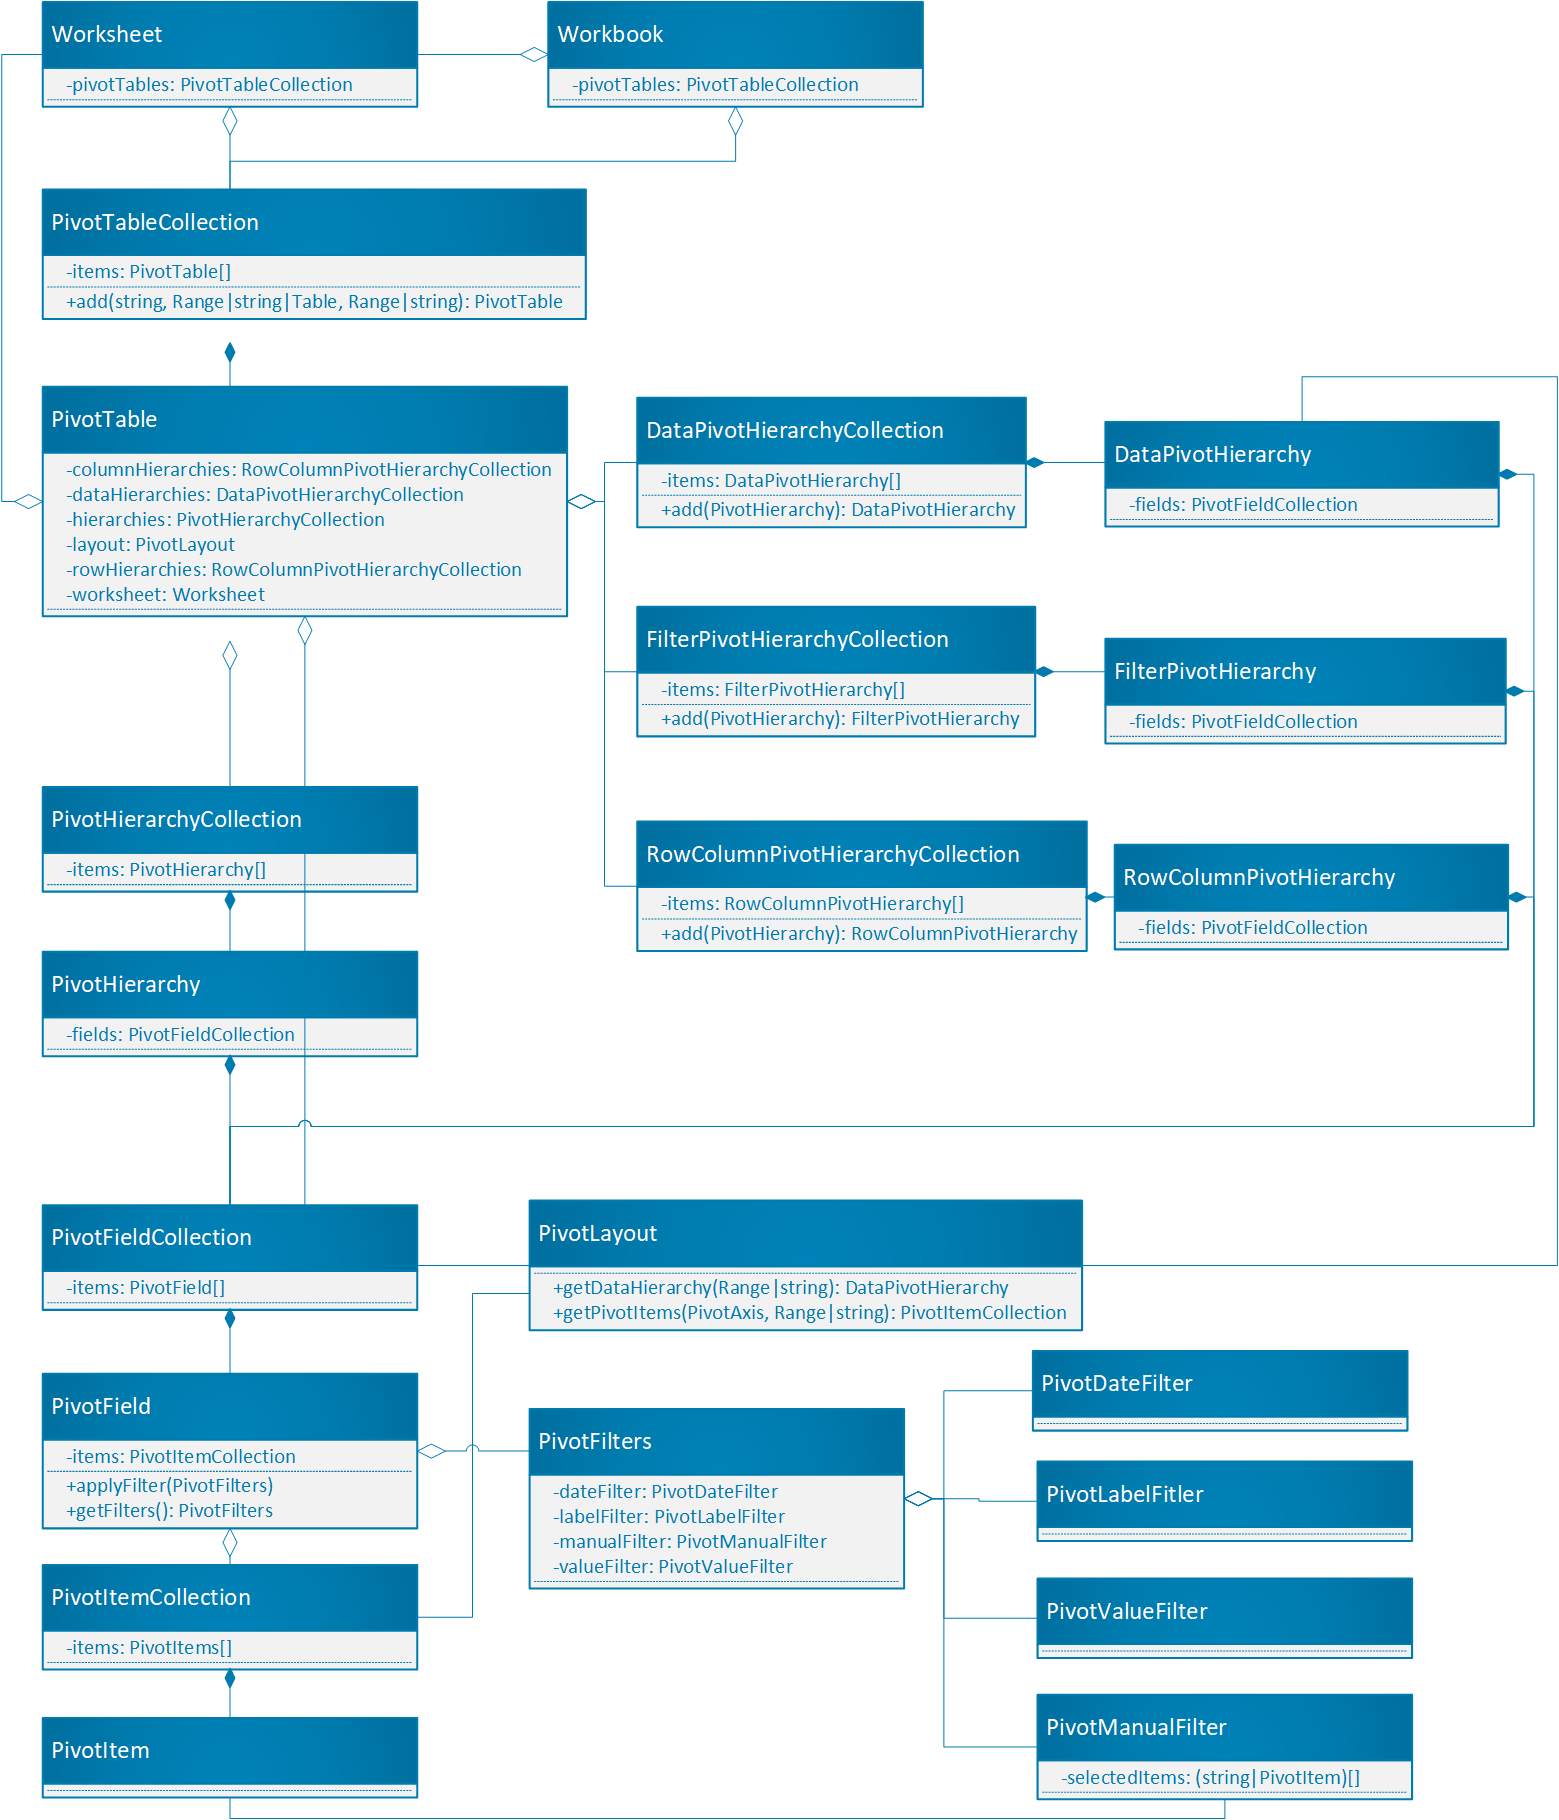 Worksheet
-pivotTables: PivotTableCollection
Workbook
-pivotTables: PivotTableCollection
PivotTableCollection
-items: PivotTable[]
+add(string, Range|string|Table, Range|string): PivotTable
PivotTable
-columnHierarchies: RowColumnPivotHierarchyCollection
-dataHierarchies: DataPivotHierarchyCollection
-hierarchies: PivotHierarchyCollection
-layout: PivotLayout
-rowHierarchies: RowColumnPivotHierarchyCollection
-worksheet: Worksheet
DataPivotHierarchyCollection
-items: DataPivotHierarchy[]
+add(PivotHierarchy): DataPivotHierarchy
DataPivotHierarchy
-fields: PivotFieldCollection
FilterPivotHierarchyCollection
-items: FilterPivotHierarchy[]
+add(PivotHierarchy): FilterPivotHierarchy
FilterPivotHierarchy
-fields: PivotFieldCollection
PivotHierarchyCollection
-items: PivotHierarchy[]
RowColumnPivotHierarchyCollection
-items: RowColumnPivotHierarchy[]
+add(PivotHierarchy): RowColumnPivotHierarchy
RowColumnPivotHierarchy
-fields: PivotFieldCollection
PivotHierarchy
-fields: PivotFieldCollection
PivotFieldCollection
-items: PivotField[]
PivotLayout
+getDataHierarchy(Range|string): DataPivotHierarchy
+getPivotItems(PivotAxis, Range|string): PivotItemCollection
PivotField
-items: PivotItemCollection
+applyFilter(PivotFilters)
+getFilters(): PivotFilters
PivotFilters
-dateFilter: PivotDateFilter
-labelFilter: PivotLabelFilter
-manualFilter: PivotManualFilter
-valueFilter: PivotValueFilter
PivotDateFilter
PivotLabelFitler
PivotValueFilter
PivotManualFilter
-selectedItems: (string|PivotItem)[]
PivotItemCollection
-items: PivotItems[]
PivotItem